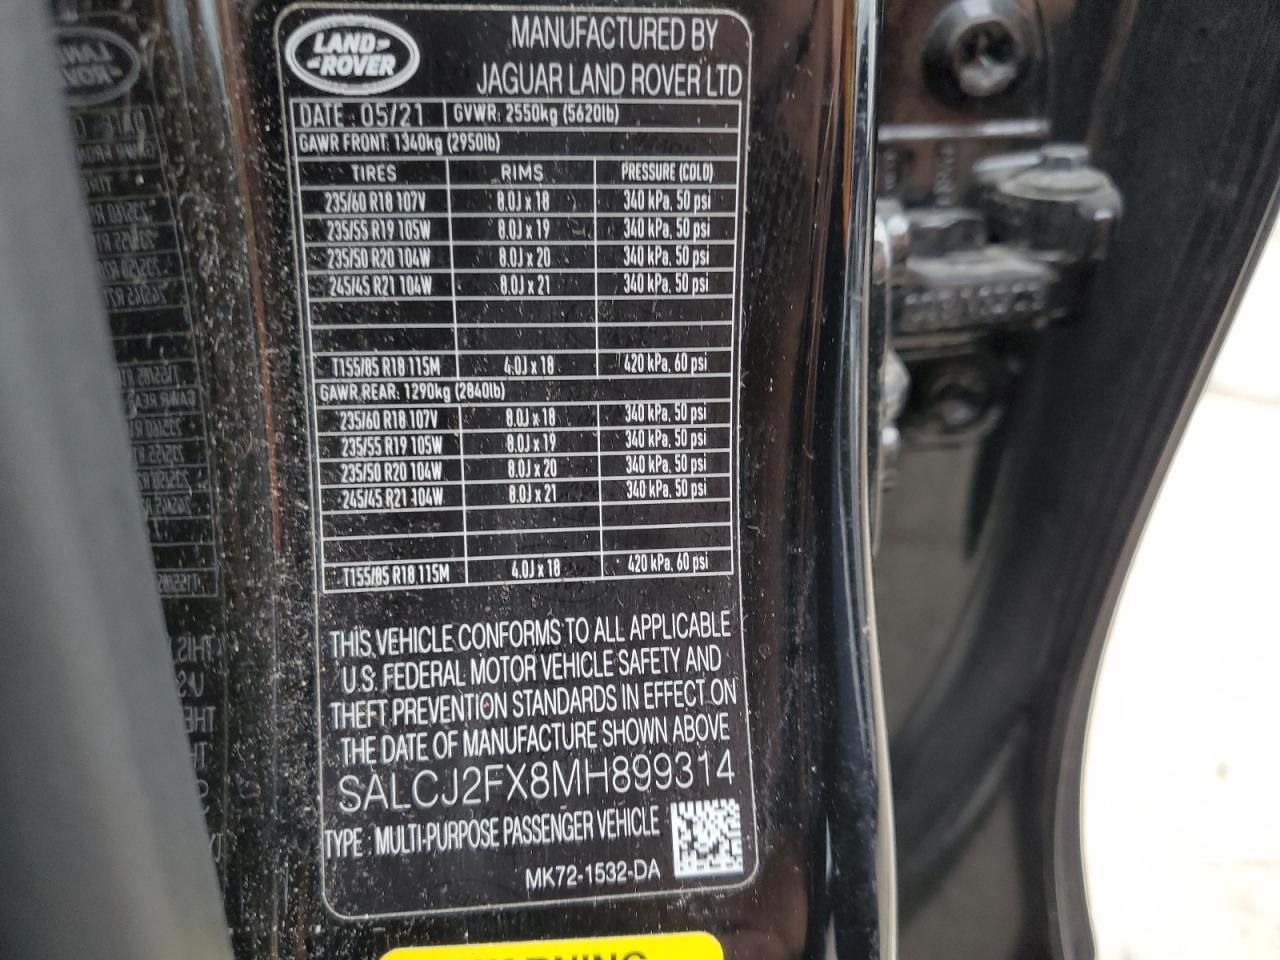 LAND ROVER
MANUFACTURED BY
JAGUAR LAND ROVER LTD
DATE : 05/21 GVWR: 2550kg (5620lb)
GAWR FRONT: 1340kg (2950lb)
TIRES RIMS PRESSURE (COLD)
235/60 R18 107V 8.0J x 18 340 kPa, 50 psi
235/55 R19 105W 8.0J x 19 340 kPa, 50 psi
235/50 R20 104W 8.0J x 20 340 kPa, 50 psi
245/45 R21 104W 8.0J x 21 340 kPa, 50 psi
T155/85 R18 115M 4.0J x 18 420 kPa, 60 psi
GAWR REAR: 1290kg (2840lb)
235/60 R18 107V 8.0J x 18 340 kPa, 50 psi
235/55 R19 105W 8.0J x 19 340 kPa, 50 psi
235/50 R20 104W 8.0J x 20 340 kPa, 50 psi
245/45 R21 104W 8.0J x 21 340 kPa, 50 psi
T155/85 R18 115M 4.0J x 18 420 kPa, 60 psi
THIS VEHICLE CONFORMS TO ALL APPLICABLE
U.S. FEDERAL MOTOR VEHICLE SAFETY AND
THEFT PREVENTION STANDARDS IN EFFECT ON
THE DATE OF MANUFACTURE SHOWN ABOVE
SALCJ2FX8MH899314
TYPE : MULTI-PURPOSE PASSENGER VEHICLE
MK72-1532-DA
WARNING